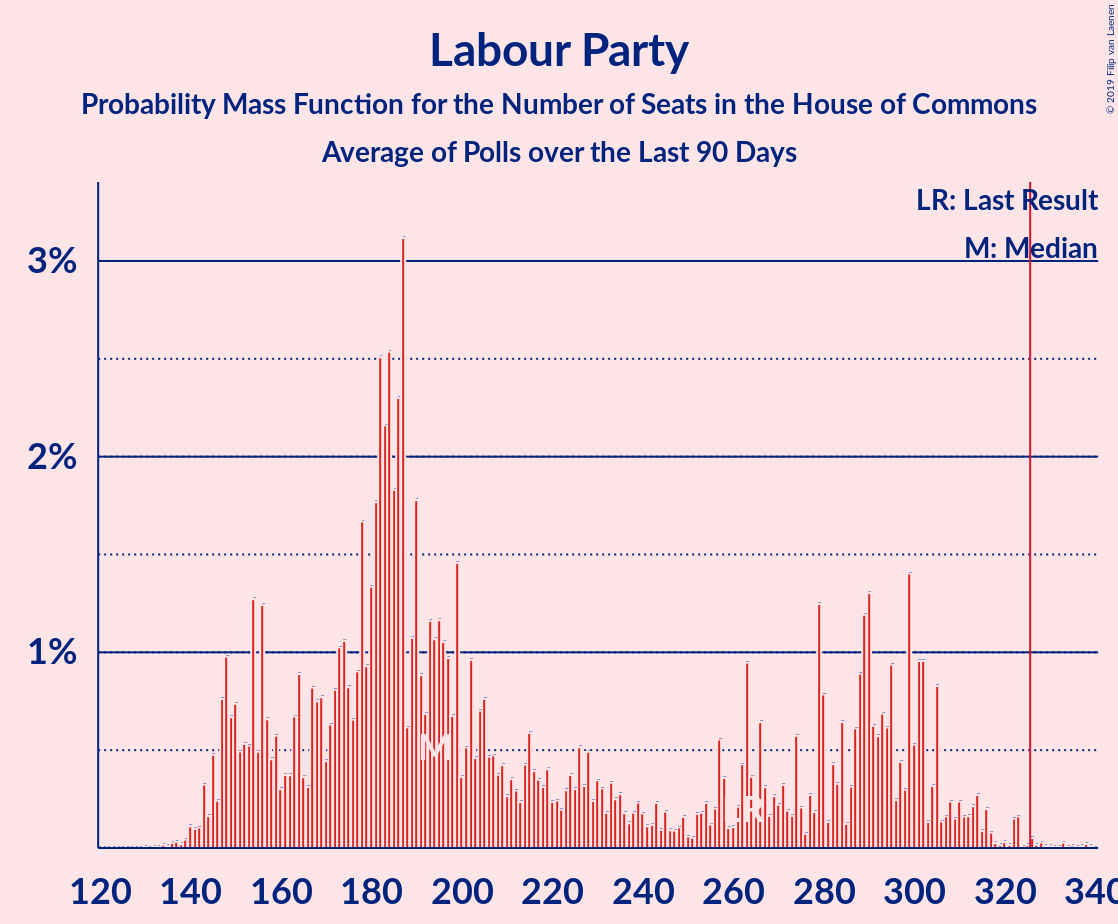 Labour Party
Probability Mass Function for the Number of Seats in the House of Commons
Average of Polls over the Last 90 Days
© 2019 Filip van Laenen
LR: Last Result
M: Median
3%
2%
1%
M
LR
120 140 160 180 200 220 240 260 280 300 320 340